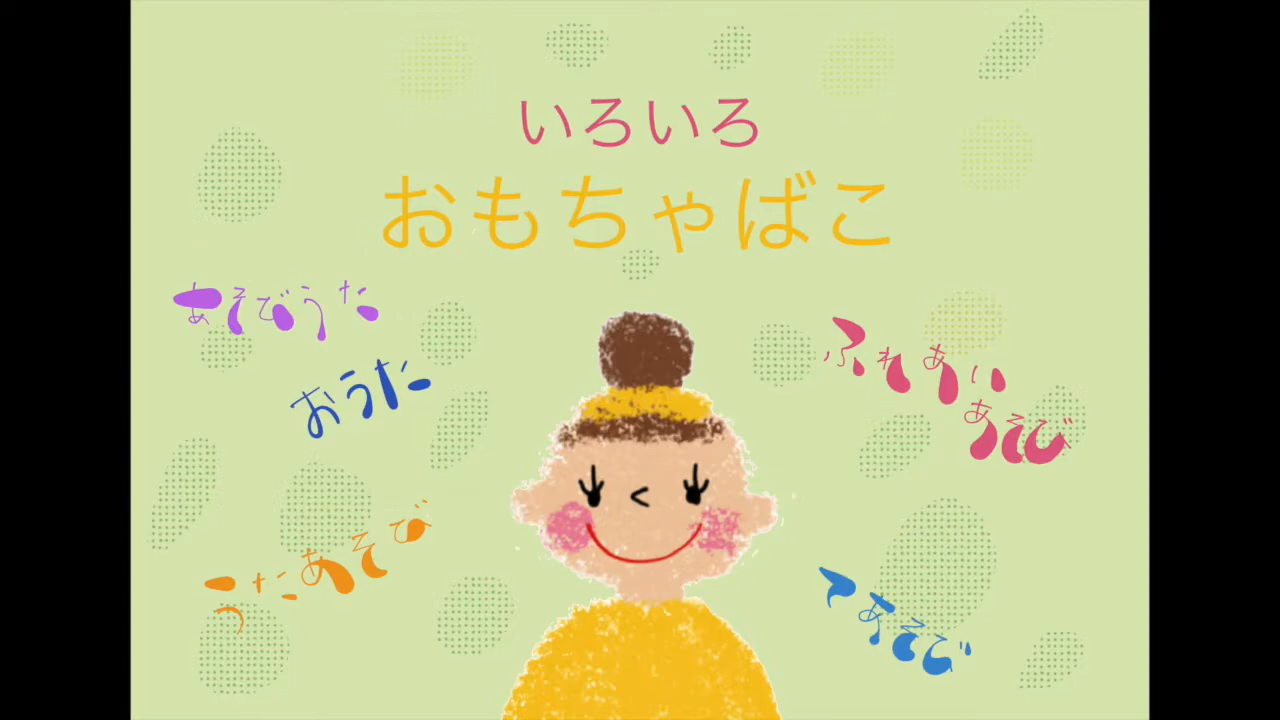 いろいろ
おもちゃばこ
あそびうた
おうた
うたあそび
ふれあい
あそび
てあそび